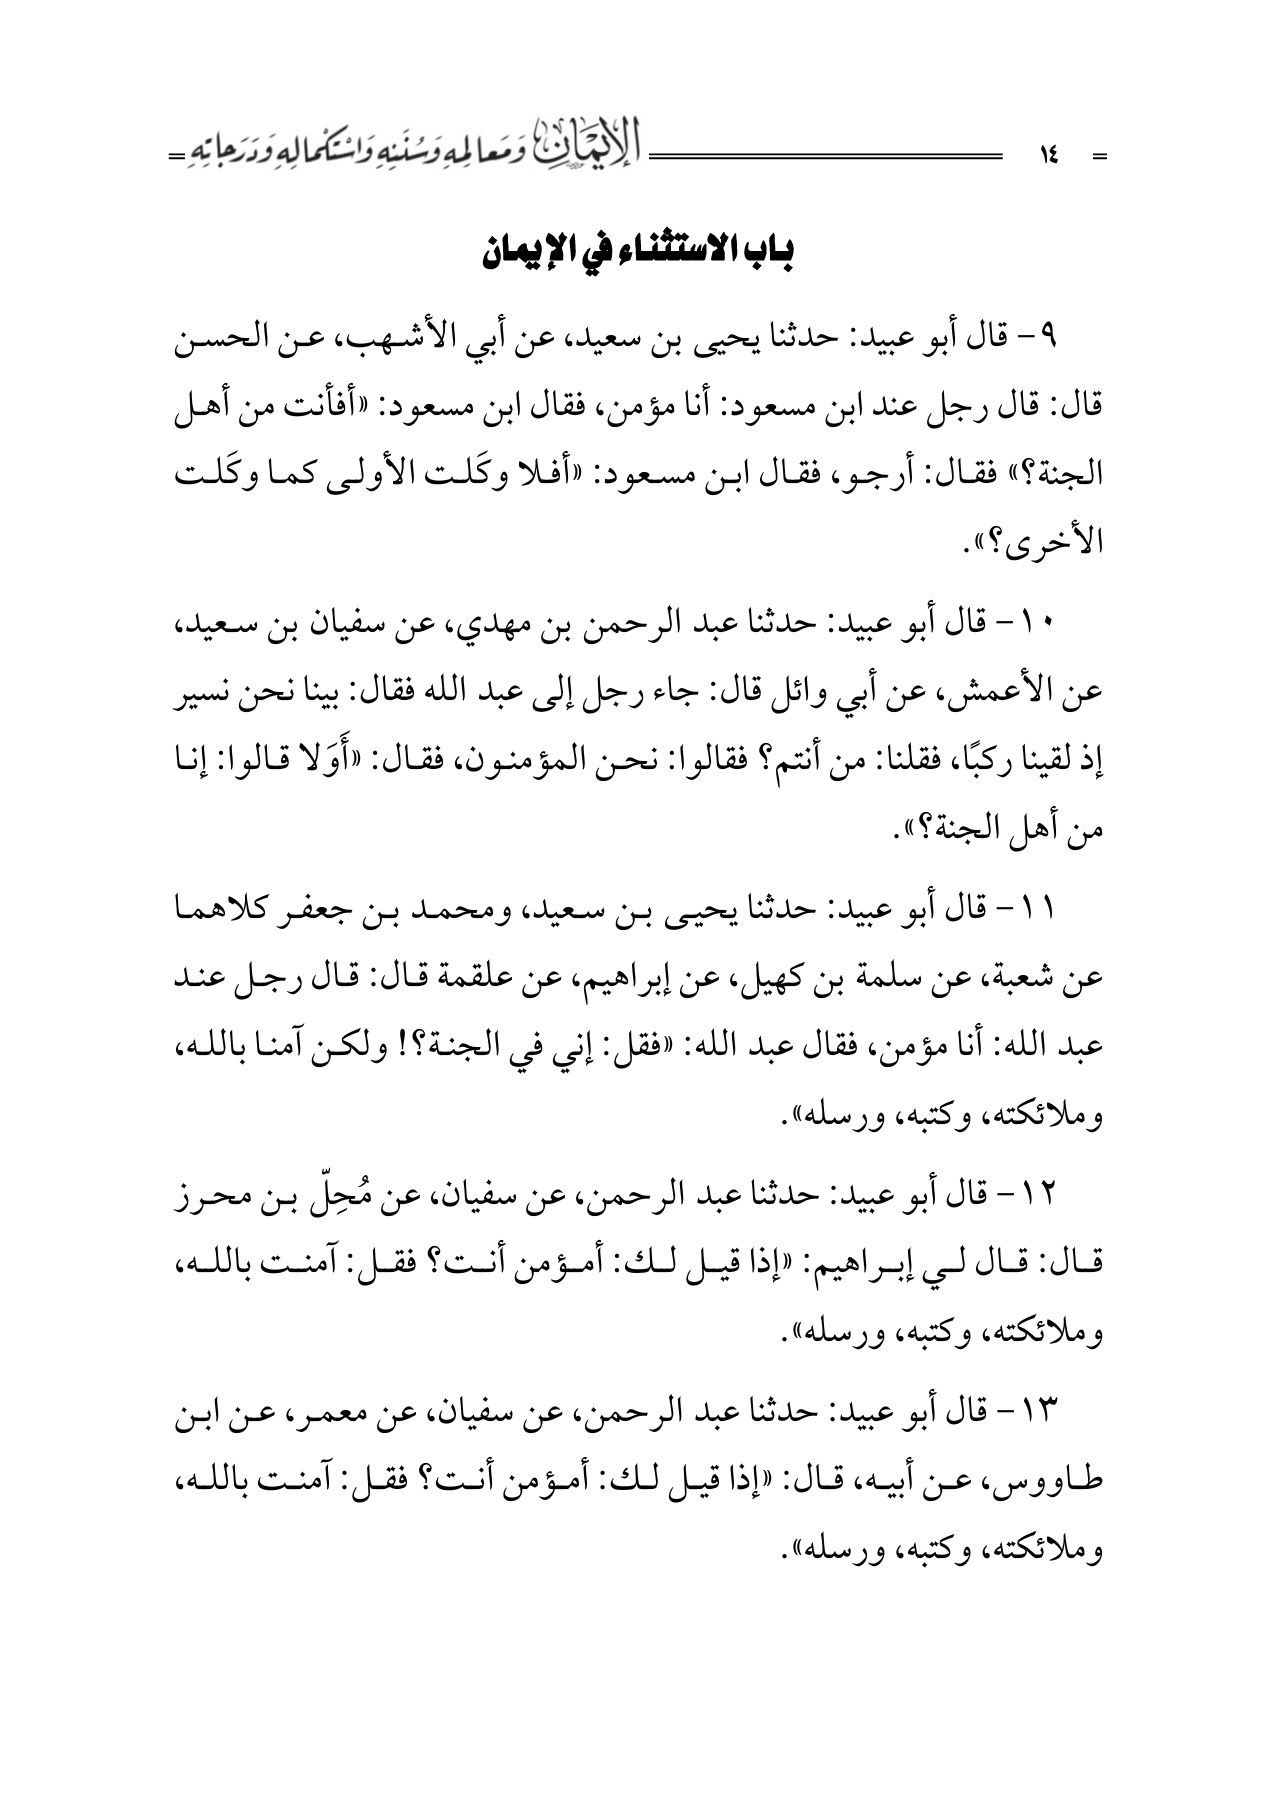 ١٤
الإيمان وَمَعالمِهِ وَسُنَنِهِ وَاسْتكْمالِهِ وَدَرَجاتِهِ
باب الاستثناء في الإيمان
٩- قال أبو عبيد: حدثنا يحيى بن سعيد، عن أبي الأشهب، عن الحسن
قال: قال رجل عند ابن مسعود: أنا مؤمن، فقال ابن مسعود: «أفأنت من أهل
الجنة؟» فقال: أرجو، فقال ابن مسعود: «أفلا وكَلت الأولى كما وكَلت
الأخرى؟».
١٠- قال أبو عبيد: حدثنا عبد الرحمن بن مهدي، عن سفيان بن سعيد،
عن الأعمش، عن أبي وائل قال: جاء رجل إلى عبد الله فقال: بينا نحن نسير
إذ لقينا ركبًا، فقلنا: من أنتم؟ فقالوا: نحن المؤمنون، فقال: «أَوَلا قالوا: إنا
من أهل الجنة؟».
١١- قال أبو عبيد: حدثنا يحيى بن سعيد، ومحمد بن جعفر كلاهما
عن شعبة، عن سلمة بن كهيل، عن إبراهيم، عن علقمة قال: قال رجل عند
عبد الله: أنا مؤمن، فقال عبد الله: «فقل: إني في الجنة؟! ولكن آمنا بالله،
وملائكته، وكتبه، ورسله».
١٢- قال أبو عبيد: حدثنا عبد الرحمن، عن سفيان، عن مُحِلّ بن محرز
قال: قال لي إبراهيم: «إذا قيل لك: أمؤمن أنت؟ فقل: آمنت بالله،
وملائكته، وكتبه، ورسله».
١٣- قال أبو عبيد: حدثنا عبد الرحمن، عن سفيان، عن معمر، عن ابن
طاووس، عن أبيه، قال: «إذا قيل لك: أمؤمن أنت؟ فقل: آمنت بالله،
وملائكته، وكتبه، ورسله».